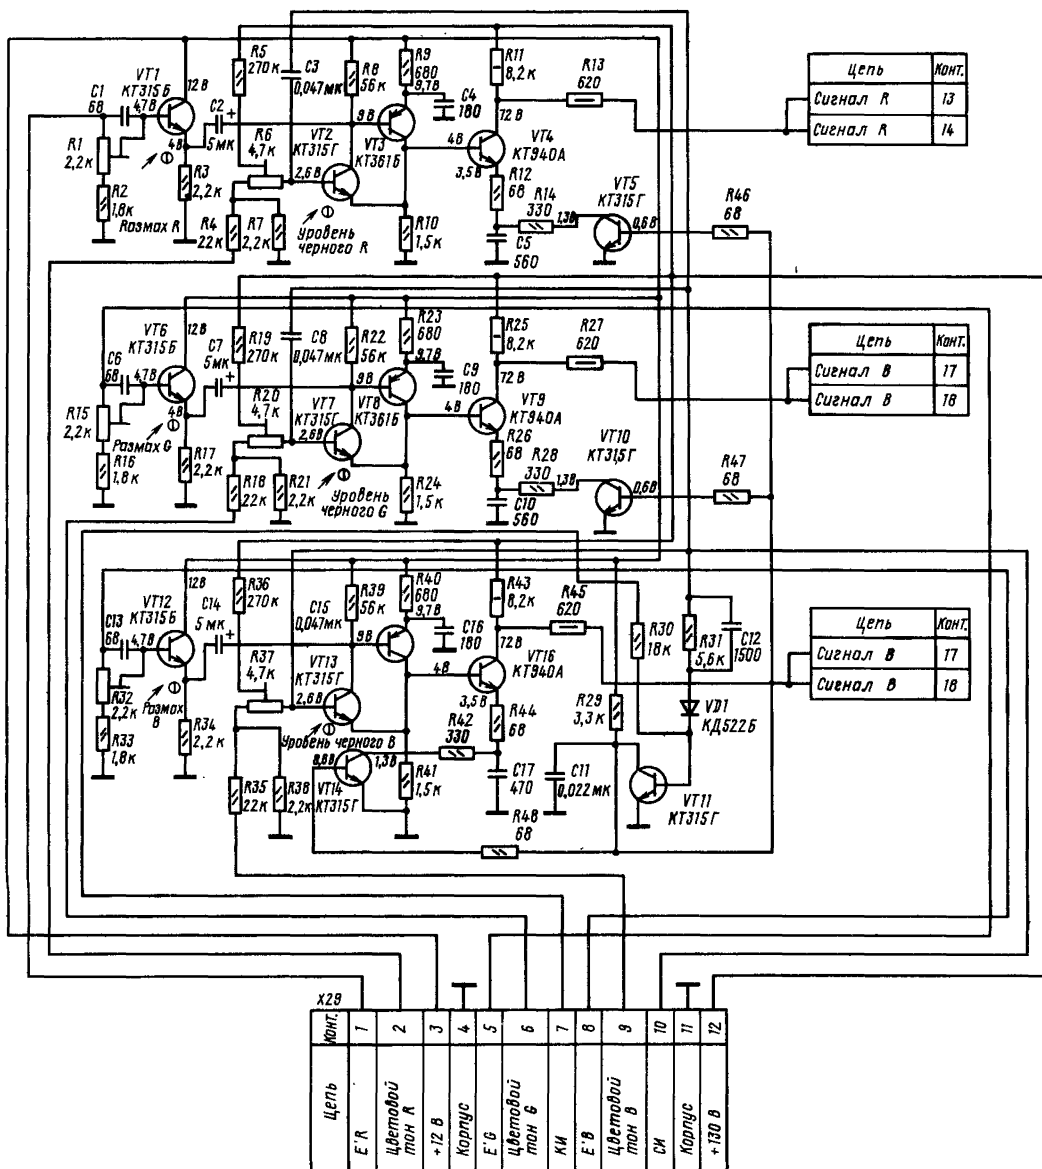 R5
270к
C3
0,047мк
R8
56к
R9
680
9,7В
C4
180
R11
8,2к
R13
620
Цепь Конт.
Сигнал R 13
Сигнал R 14
VT1
КТ315Б
12В
C1
68
4,7В
C2
5мк
4В
R6
4,7к
VT2
КТ315Г
2,6В
9В
VT3
КТ361Б
4В
72В
VT4
КТ940А
3,5В
R1
2,2к
R2
1,8к
R3
2,2к
Размах R
R4
22к
R7
2,2к
1
Уровень
черного R
R10
1,5к
R12
68
R14
330
1,3В
VT5
КТ315Г
0,6В
R46
68
C5
560
VT6
КТ315Б
12В
C6
68
4,7В
C7
5мк
4В
R19
270к
C8
0,047мк
R22
56к
R23
680
9,7В
C9
180
R25
8,2к
R27
620
Цепь Конт.
Сигнал В 17
Сигнал В 18
R15
2,2к
R16
1,8к
1
Размах G
R17
2,2к
R20
4,7к
VT7
КТ315Г
2,6В
9В
VT8
КТ361Б
4В
72В
VT9
КТ940А
R18
22к
R21
2,2к
1
Уровень
черного G
R24
1,5к
R26
68
R28
330
1,3В
VT10
КТ315Г
0,6В
R47
68
C10
560
VT12
КТ315Б
12В
C13
68
4,7В
C14
5мк
4В
R36
270к
C15
0,047мк
R39
56к
R40
680
9,7В
C16
180
R43
8,2к
R45
620
R30
18к
R31
5,6к
C12
1500
Цепь Конт.
Сигнал В 17
Сигнал В 18
R32
2,2к
R33
1,8к
1
Размах
В
R34
2,2к
R37
4,7к
VT13
КТ315Г
2,6В
9В
1
Уровень черного В
4В
72В
VT16
КТ940А
3,5В
R42
330
R44
68
R29
3,3к
VD1
КД522Б
1,3В
VT14
КТ315Г
R35
22к
R38
2,2к
R41
1,5к
C17
470
C11
0,022мк
VT11
КТ315Г
R48
68
X29
Конт. 1 2 3 4 5 6 7 8 9 10 11 12
Цепь
E'R
Цветовой
тон R
+12 В
Корпус
E'G
Цветовой
тон G
КИ
E'B
Цветовой
тон В
СИ
Корпус
+130 В